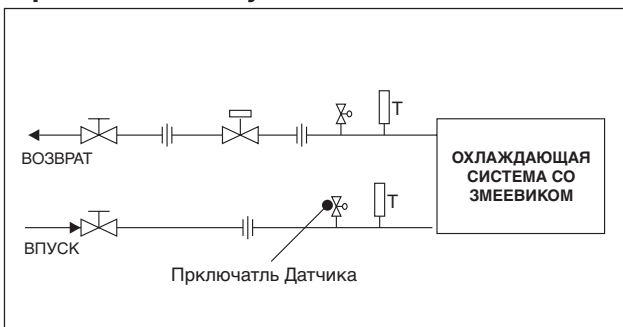 T
ВОЗВРАТ
ОХЛАЖДАЮЩАЯ
СИСТЕМА СО
ЗМЕЕВИКОМ
T
ВПУСК
Прключатль Датчика